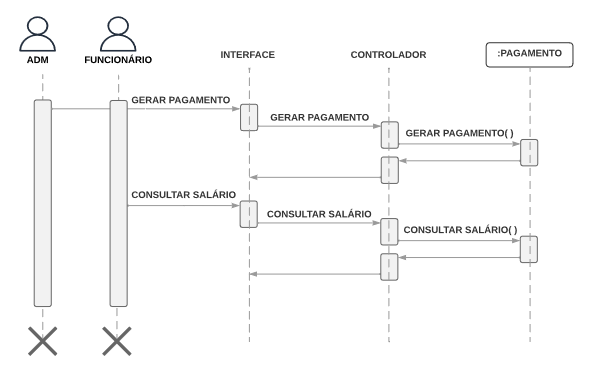 ADM
FUNCIONÁRIO
INTERFACE
CONTROLADOR
:PAGAMENTO
GERAR PAGAMENTO
GERAR PAGAMENTO
GERAR PAGAMENTO( )
CONSULTAR SALÁRIO
CONSULTAR SALÁRIO
CONSULTAR SALÁRIO( )